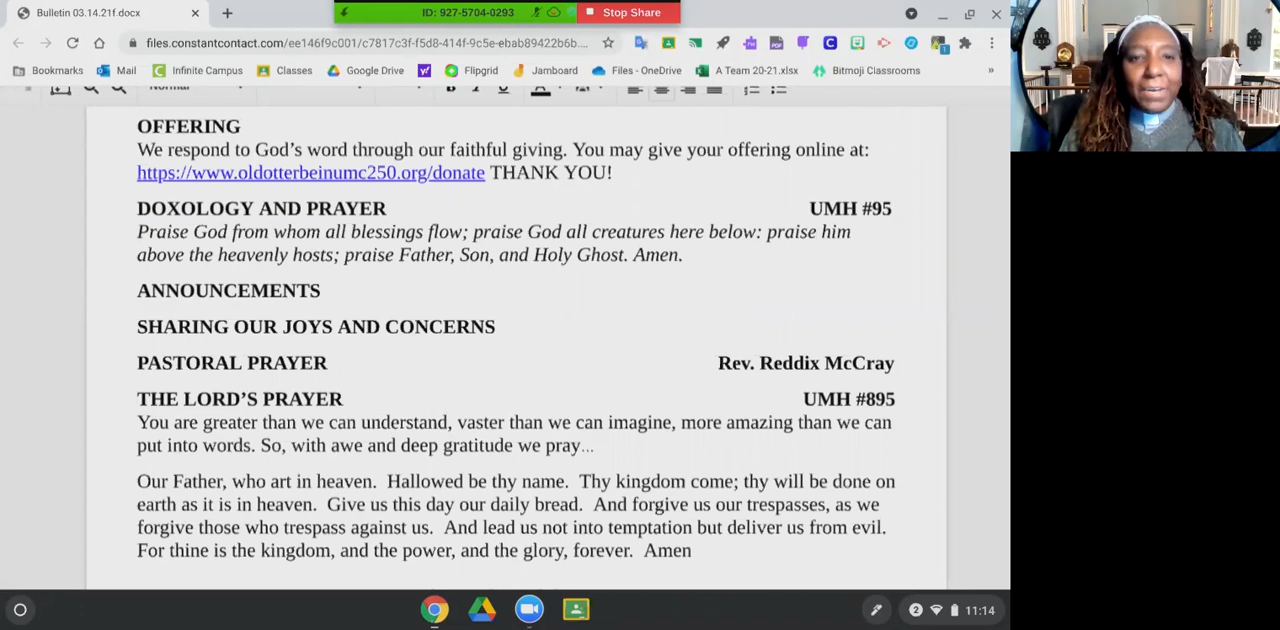 Bulletin 03.14.21f.docx
ID: 927-5704-0293
Stop Share
files.constantcontact.com/ee146f9c001/c7817c3f-f5d8-414f-9c5e-ebab89422b6b....
Bookmarks Mail Infinite Campus Classes Google Drive Flipgrid Jamboard Files - OneDrive A Team 20-21.xlsx Bitmoji Classrooms »
OFFERING
We respond to God’s word through our faithful giving. You may give your offering online at:
https://www.oldotterbeinumc250.org/donate THANK YOU!
DOXOLOGY AND PRAYER UMH #95
Praise God from whom all blessings flow; praise God all creatures here below: praise him
above the heavenly hosts; praise Father, Son, and Holy Ghost. Amen.
ANNOUNCEMENTS
SHARING OUR JOYS AND CONCERNS
PASTORAL PRAYER Rev. Reddix McCray
THE LORD’S PRAYER UMH #895
You are greater than we can understand, vaster than we can imagine, more amazing than we can
put into words. So, with awe and deep gratitude we pray…
Our Father, who art in heaven.  Hallowed be thy name.  Thy kingdom come; thy will be done on
earth as it is in heaven.  Give us this day our daily bread.  And forgive us our trespasses, as we
forgive those who trespass against us.  And lead us not into temptation but deliver us from evil.
For thine is the kingdom, and the power, and the glory, forever.  Amen
2 11:14